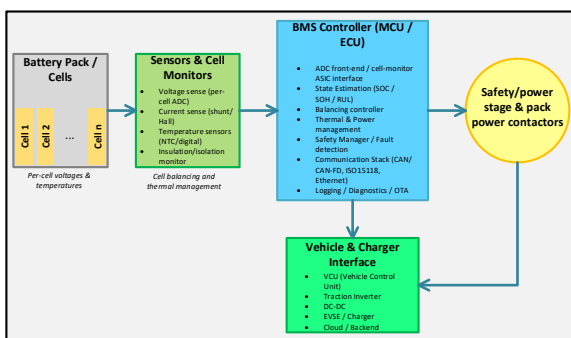 Battery Pack /
Cells
Cell 1
Cell 2
...
Cell n
Per-cell voltages &
temperatures
Sensors & Cell
Monitors
• Voltage sense (per-
cell ADC)
• Current sense (shunt/
Hall)
• Temperature sensors
(NTC/digital)
• Insulation/isolation
monitor
Cell balancing and
thermal management
BMS Controller (MCU /
ECU)
• ADC front-end / cell-monitor
ASIC interface
• State Estimation (SOC /
SOH / RUL)
• Balancing controller
• Thermal & Power
management
• Safety Manager / Fault
detection
• Communication Stack (CAN/
CAN-FD, ISO15118,
Ethernet)
• Logging / Diagnostics / OTA
Safety/power
stage & pack
power contactors
Vehicle & Charger
Interface
• VCU (Vehicle Control
Unit)
• Traction Inverter
• DC-DC
• EVSE / Charger
• Cloud / Backend